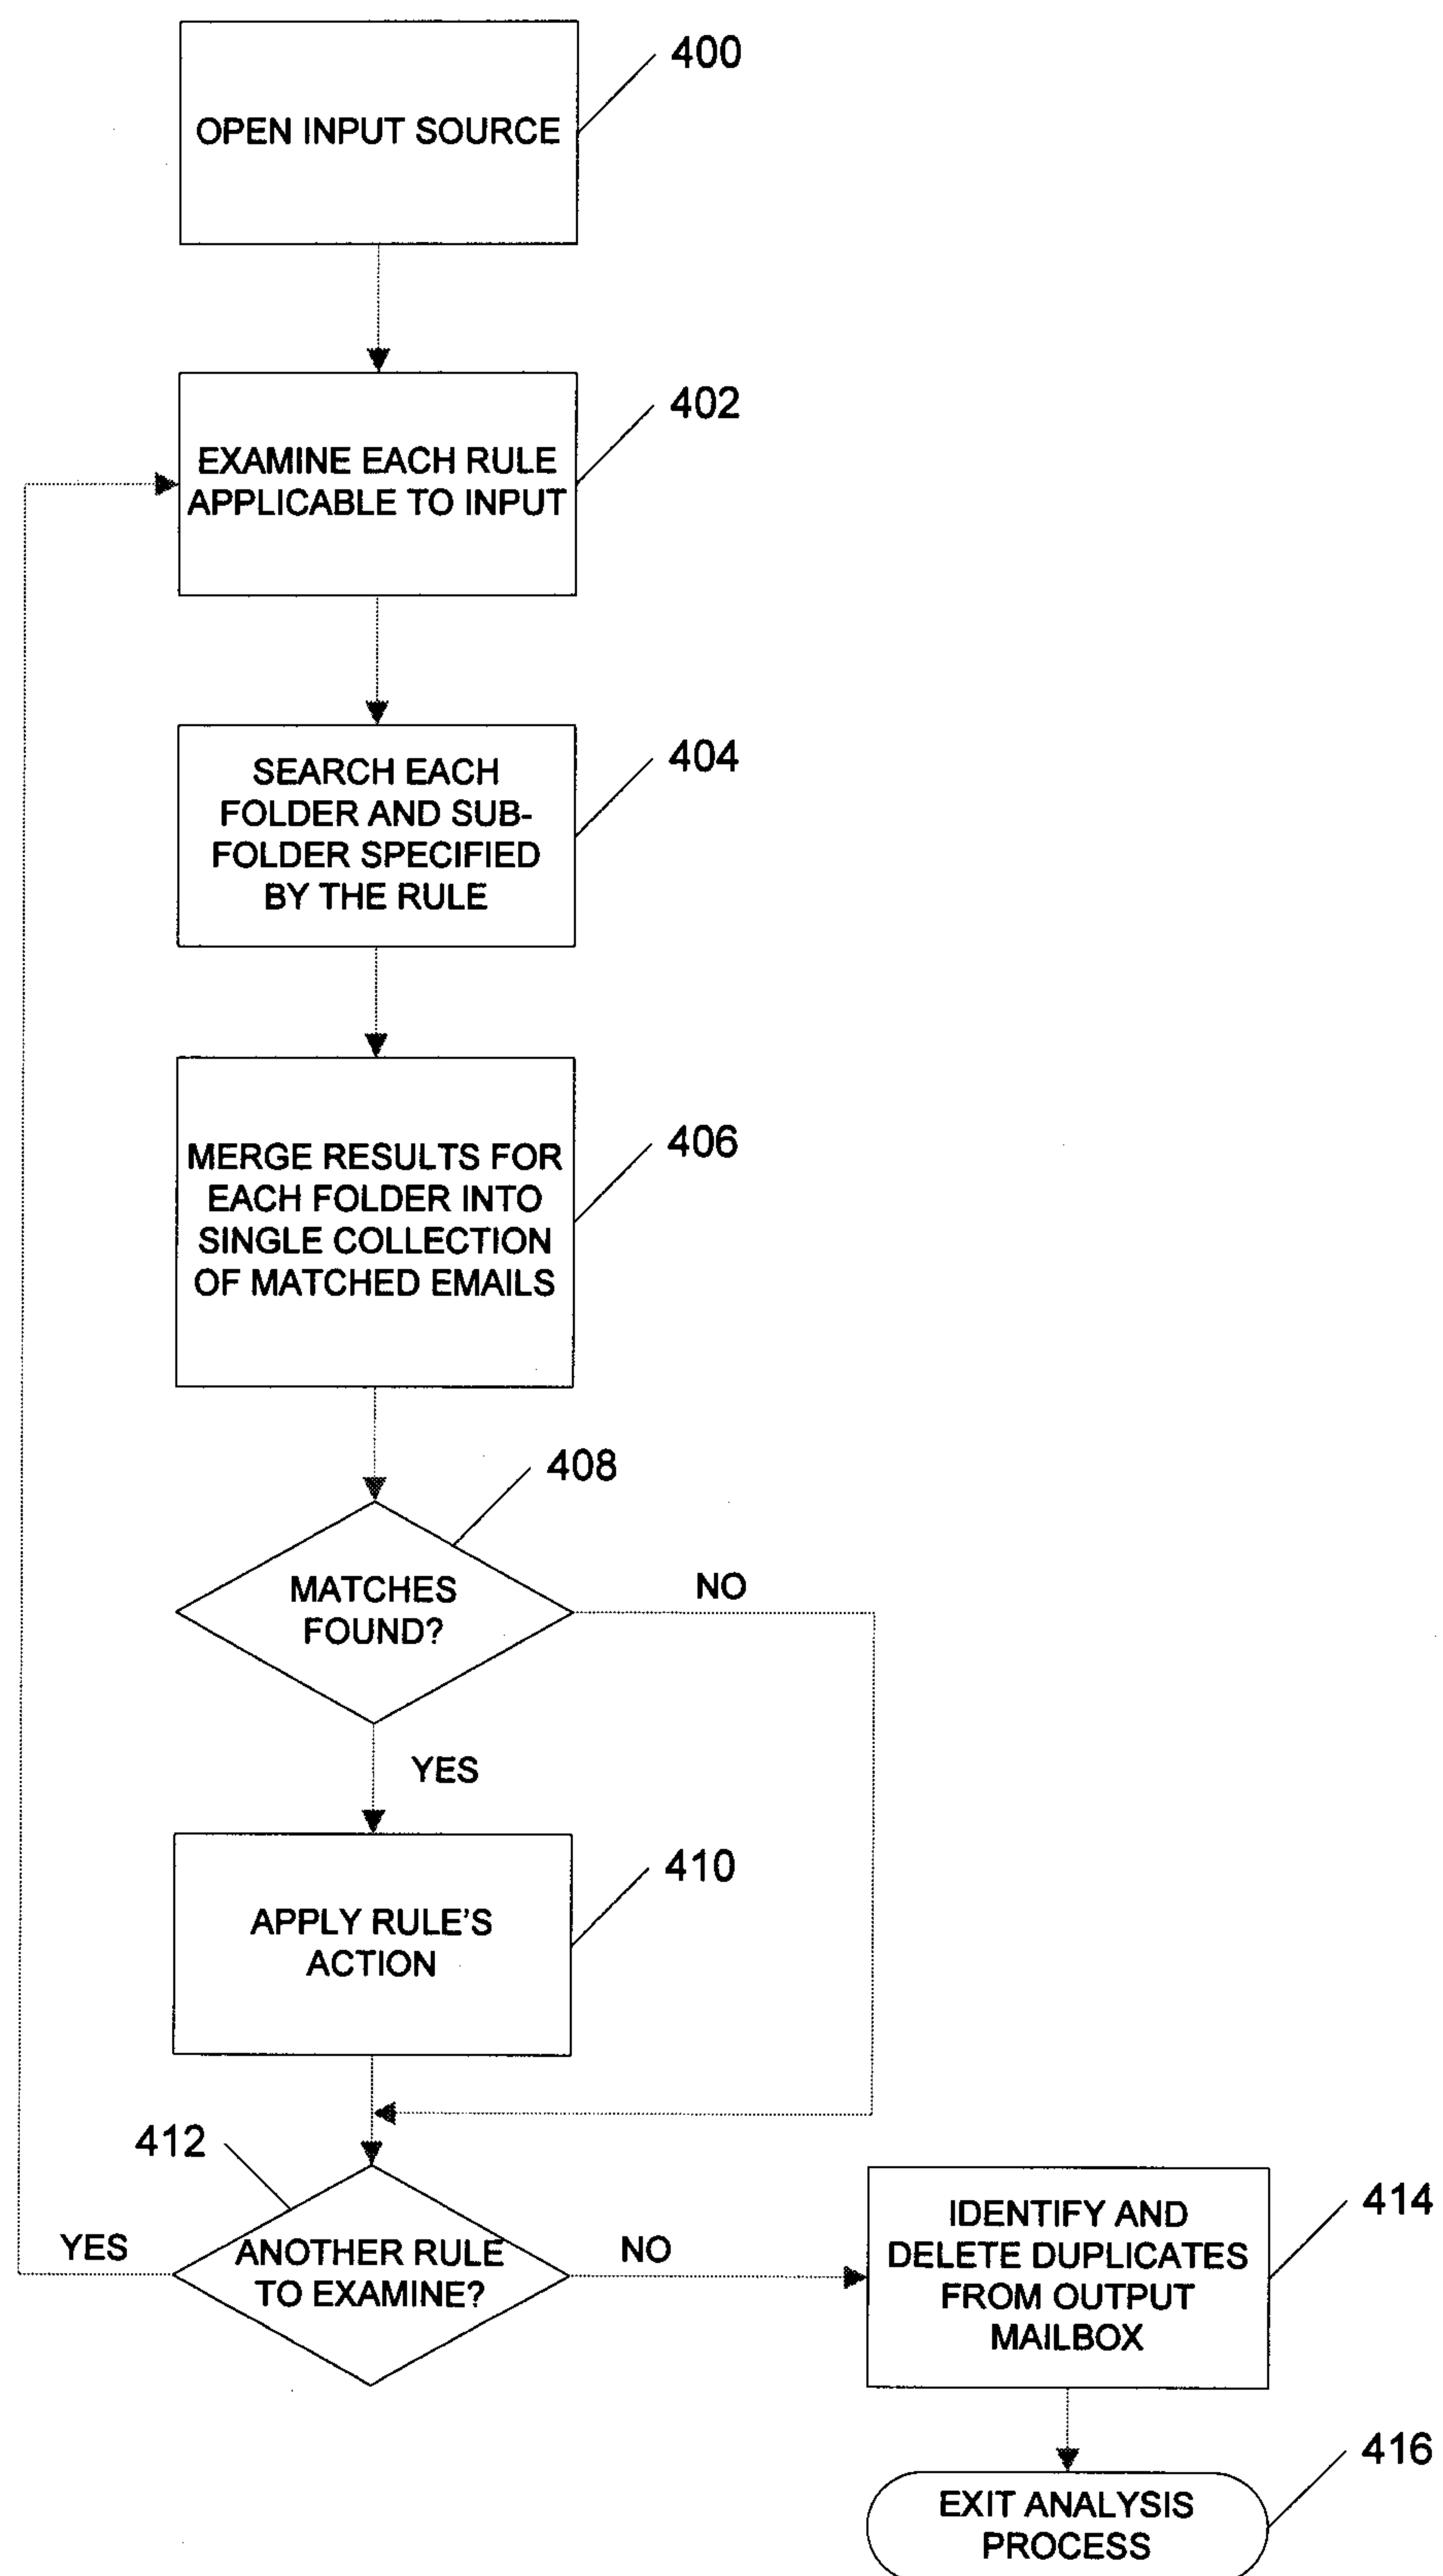 400
OPEN INPUT SOURCE
402
EXAMINE EACH RULE
APPLICABLE TO INPUT
404
SEARCH EACH
FOLDER AND SUB-
FOLDER SPECIFIED
BY THE RULE
406
MERGE RESULTS FOR
EACH FOLDER INTO
SINGLE COLLECTION
OF MATCHED EMAILS
408
MATCHES
FOUND?
NO
YES
410
APPLY RULE'S
ACTION
412
YES
ANOTHER RULE
TO EXAMINE?
NO
414
IDENTIFY AND
DELETE DUPLICATES
FROM OUTPUT
MAILBOX
416
EXIT ANALYSIS
PROCESS